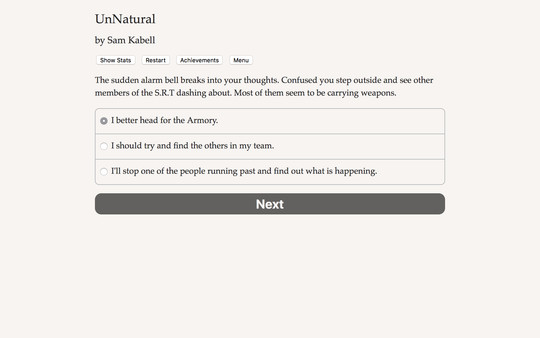 UnNatural
by Sam Kabell
Show Stats Restart Achievements Menu
The sudden alarm bell breaks into your thoughts. Confused you step outside and see other
members of the S.R.T dashing about. Most of them seem to be carrying weapons.
I better head for the Armory.
I should try and find the others in my team.
I'll stop one of the people running past and find out what is happening.
Next